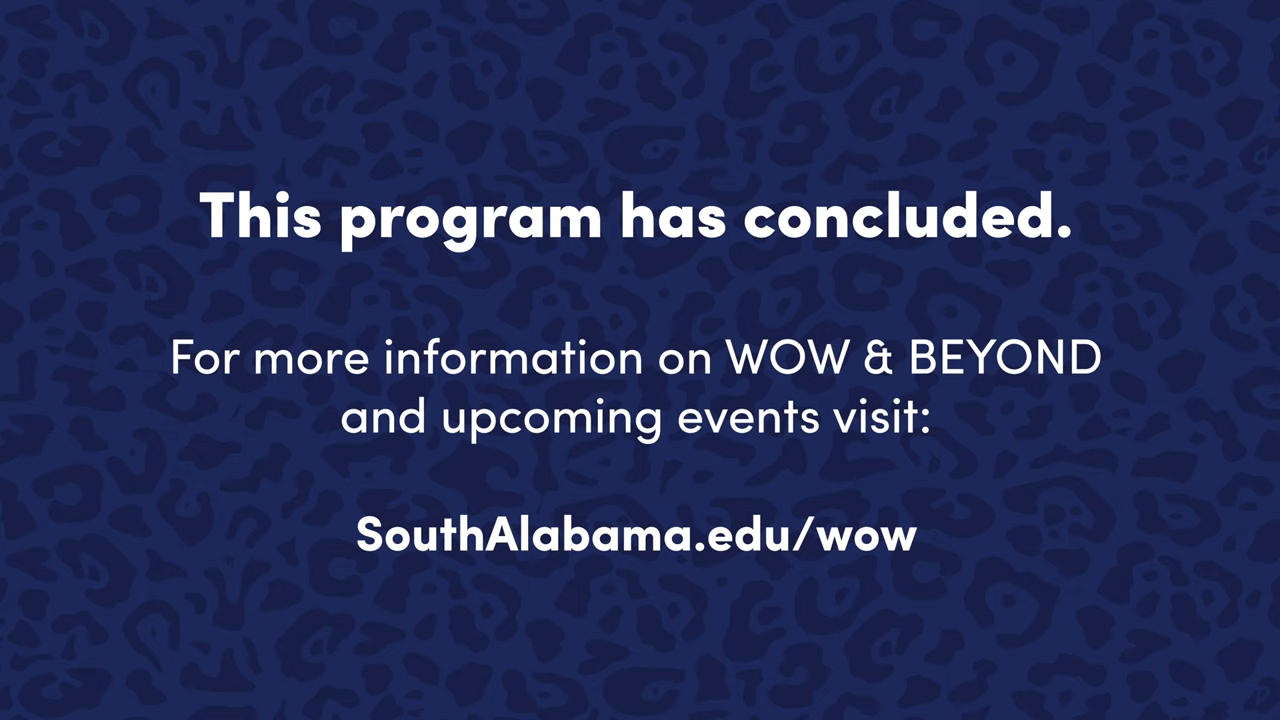 This program has concluded.
For more information on WOW & BEYOND
and upcoming events visit:
SouthAlabama.edu/wow